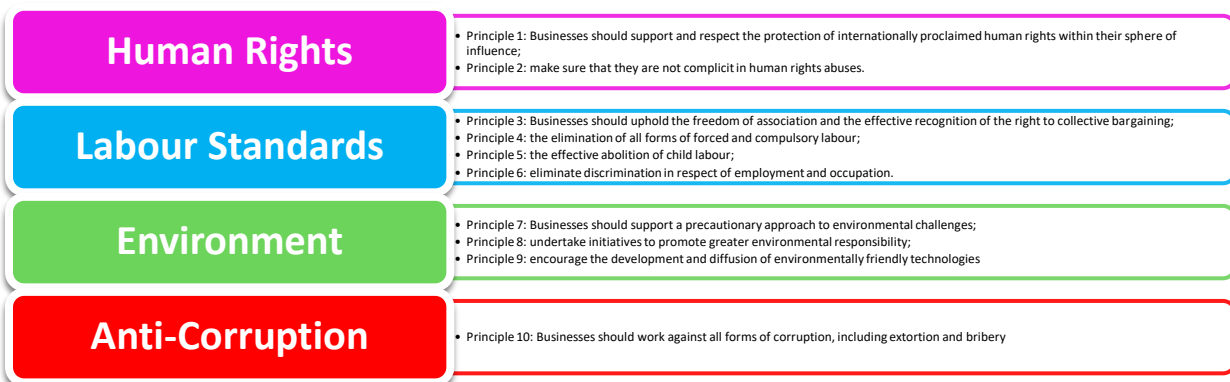 Human Rights
• Principle 1: Businesses should support and respect the protection of internationally proclaimed human rights within their sphere of
influence;
• Principle 2: make sure that they are not complicit in human rights abuses.
Labour Standards
• Principle 3: Businesses should uphold the freedom of association and the effective recognition of the right to collective bargaining;
• Principle 4: the elimination of all forms of forced and compulsory labour;
• Principle 5: the effective abolition of child labour;
• Principle 6: eliminate discrimination in respect of employment and occupation.
Environment
• Principle 7: Businesses should support a precautionary approach to environmental challenges;
• Principle 8: undertake initiatives to promote greater environmental responsibility;
• Principle 9: encourage the development and diffusion of environmentally friendly technologies
Anti-Corruption
• Principle 10: Businesses should work against all forms of corruption, including extortion and bribery